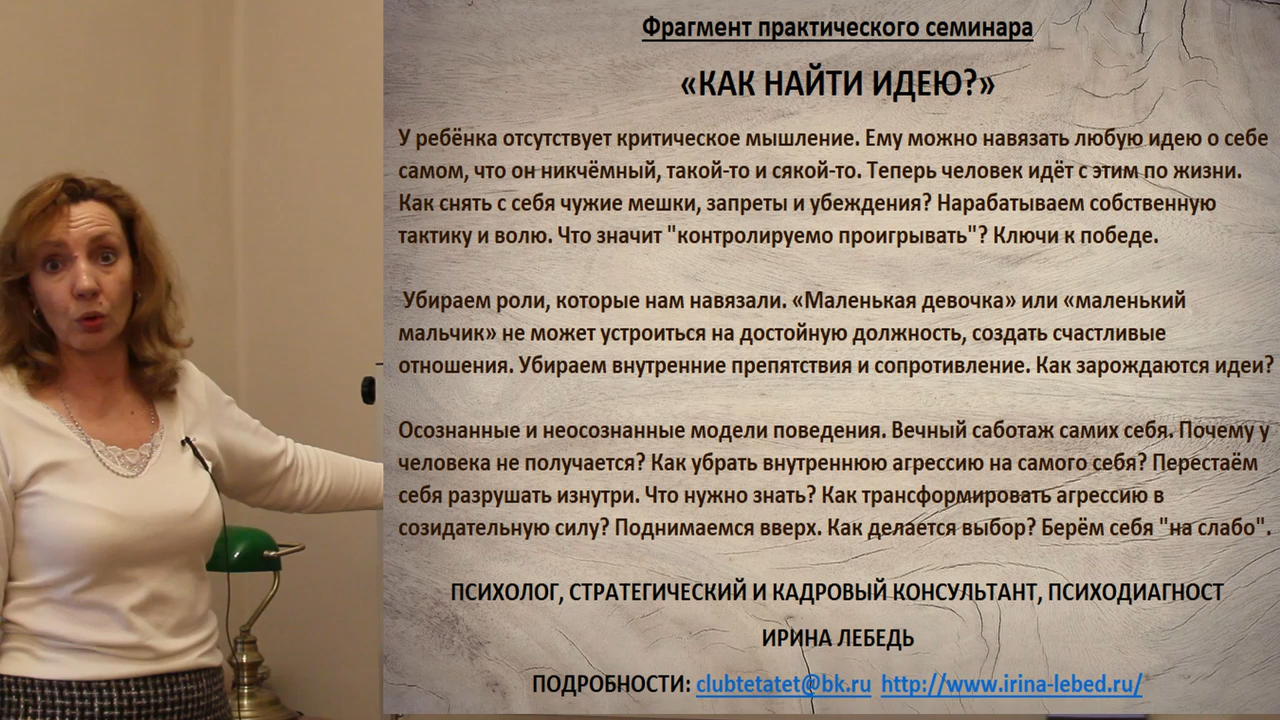 Фрагмент практического семинара
«КАК НАЙТИ ИДЕЮ?»
У ребёнка отсутствует критическое мышление. Ему можно навязать любую идею о себе
самом, что он никчёмный, такой-то и сякой-то. Теперь человек идёт с этим по жизни.
Как снять с себя чужие мешки, запреты и убеждения? Нарабатываем собственную
тактику и волю. Что значит "контролируемо проигрывать"? Ключи к победе.
Убираем роли, которые нам навязали. «Маленькая девочка» или «маленький
мальчик» не может устроиться на достойную должность, создать счастливые
отношения. Убираем внутренние препятствия и сопротивление. Как зарождаются идеи?
Осознанные и неосознанные модели поведения. Вечный саботаж самих себя. Почему у
человека не получается? Как убрать внутреннюю агрессию на самого себя? Перестаём
себя разрушать изнутри. Что нужно знать? Как трансформировать агрессию в
созидательную силу? Поднимаемся вверх. Как делается выбор? Берём себя "на слабо".
ПСИХОЛОГ, СТРАТЕГИЧЕСКИЙ И КАДРОВЫЙ КОНСУЛЬТАНТ, ПСИХОДИАГНОСТ
ИРИНА ЛЕБЕДЬ
ПОДРОБНОСТИ: clubtetatet@bk.ru http://www.irina-lebed.ru/